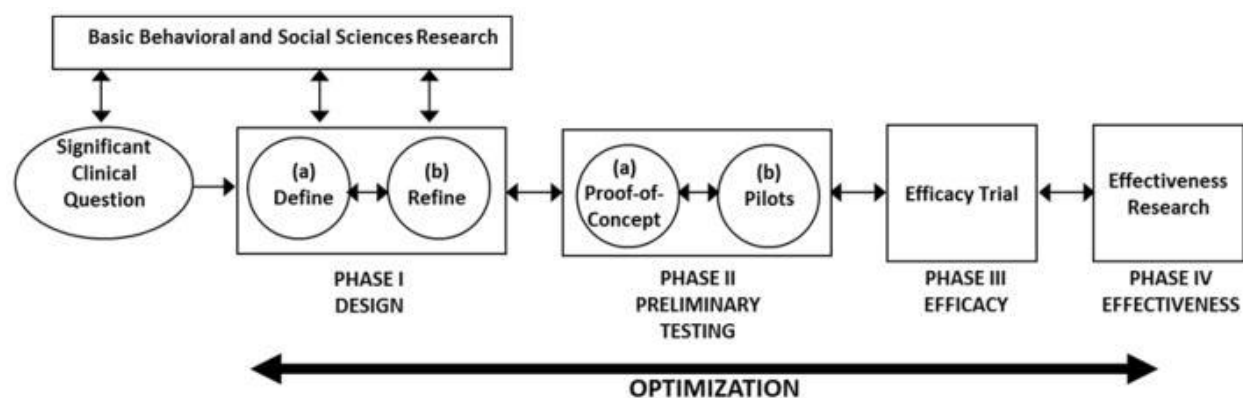 Basic Behavioral and Social Sciences Research
Significant
Clinical
Question
(a)
Define
(b)
Refine
(a)
Proof-of-
Concept
(b)
Pilots
Efficacy Trial
Effectiveness
Research
PHASE I
DESIGN
PHASE II
PRELIMINARY
TESTING
PHASE III
EFFICACY
PHASE IV
EFFECTIVENESS
OPTIMIZATION